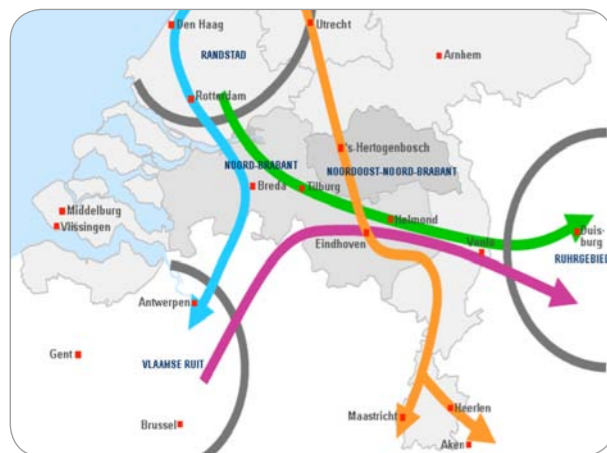 Den Haag
Utrecht
RANDSTAD
Arnhem
Rotterdam
's-Hertogenbosch
NOORD-BRABANT
NOORDOOST-NOORD-BRABANT
Breda
Tilburg
Middelburg
Vlissingen
Helmond
Eindhoven
Venlo
Duis-
burg
RUHRGEBIED
Antwerpen
Gent
VLAAMSE RUIT
Brussel
Maastricht
Heerlen
Aken